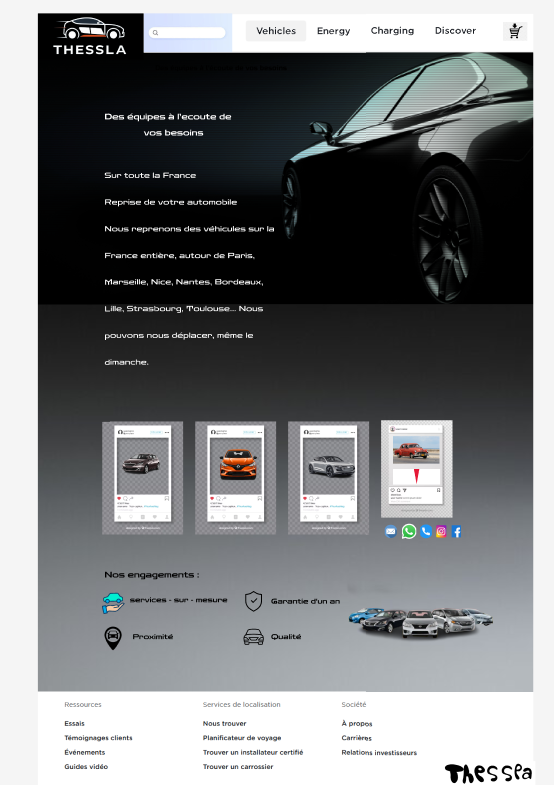 THESSLA
Vehicles Energy Charging Discover
Des équipes à l'ecoute de
vos besoins
Sur toute la France
Reprise de votre automobile
Nous reprenons des véhicules sur la
France entière, autour de Paris,
Marseille, Nice, Nantes, Bordeaux,
Lille, Strasbourg, Toulouse... Nous
pouvons nous déplacer, même le
dimanche.
Nos engagements :
services - sur - mesure
Garantie d'un an
Proximité
Qualité
Ressources
Essais
Témoignages clients
Événements
Guides vidéo
Services de localisation
Nous trouver
Planificateur de voyage
Trouver un installateur certifié
Trouver un carrossier
Société
À propos
Carrières
Relations investisseurs
Thessla